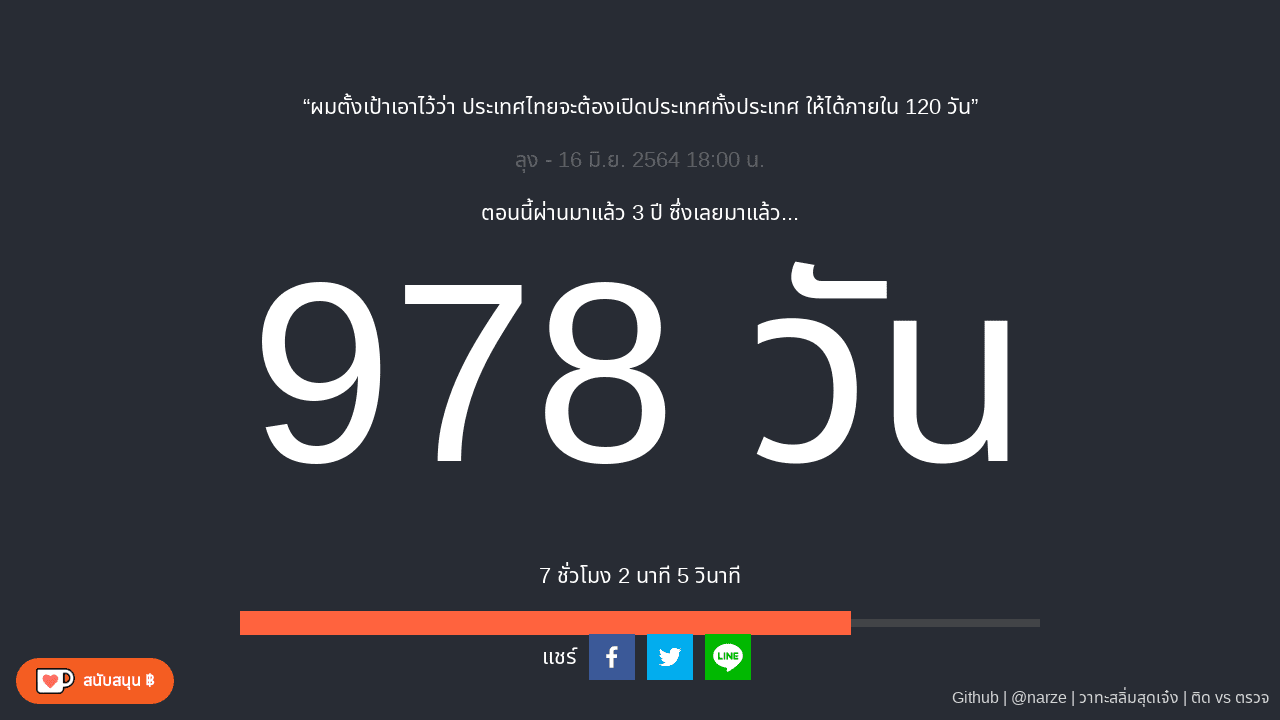 “ผมตั้งเป้าเอาไว้ว่า ประเทศไทยจะต้องเปิดประเทศทั้งประเทศ ให้ได้ภายใน 120 วัน”
ลุง - 16 มิ.ย. 2564 18:00 น.
ตอนนี้ผ่านมาแล้ว 3 ปี ซึ่งเลยมาแล้ว...
978 วัน
7 ชั่วโมง 2 นาที 5 วินาที
แชร์
LINE
สนับสนุน ฿
Github | @narze | วาทะสลิ่มสุดเจ๋ง | ติด vs ตรวจ